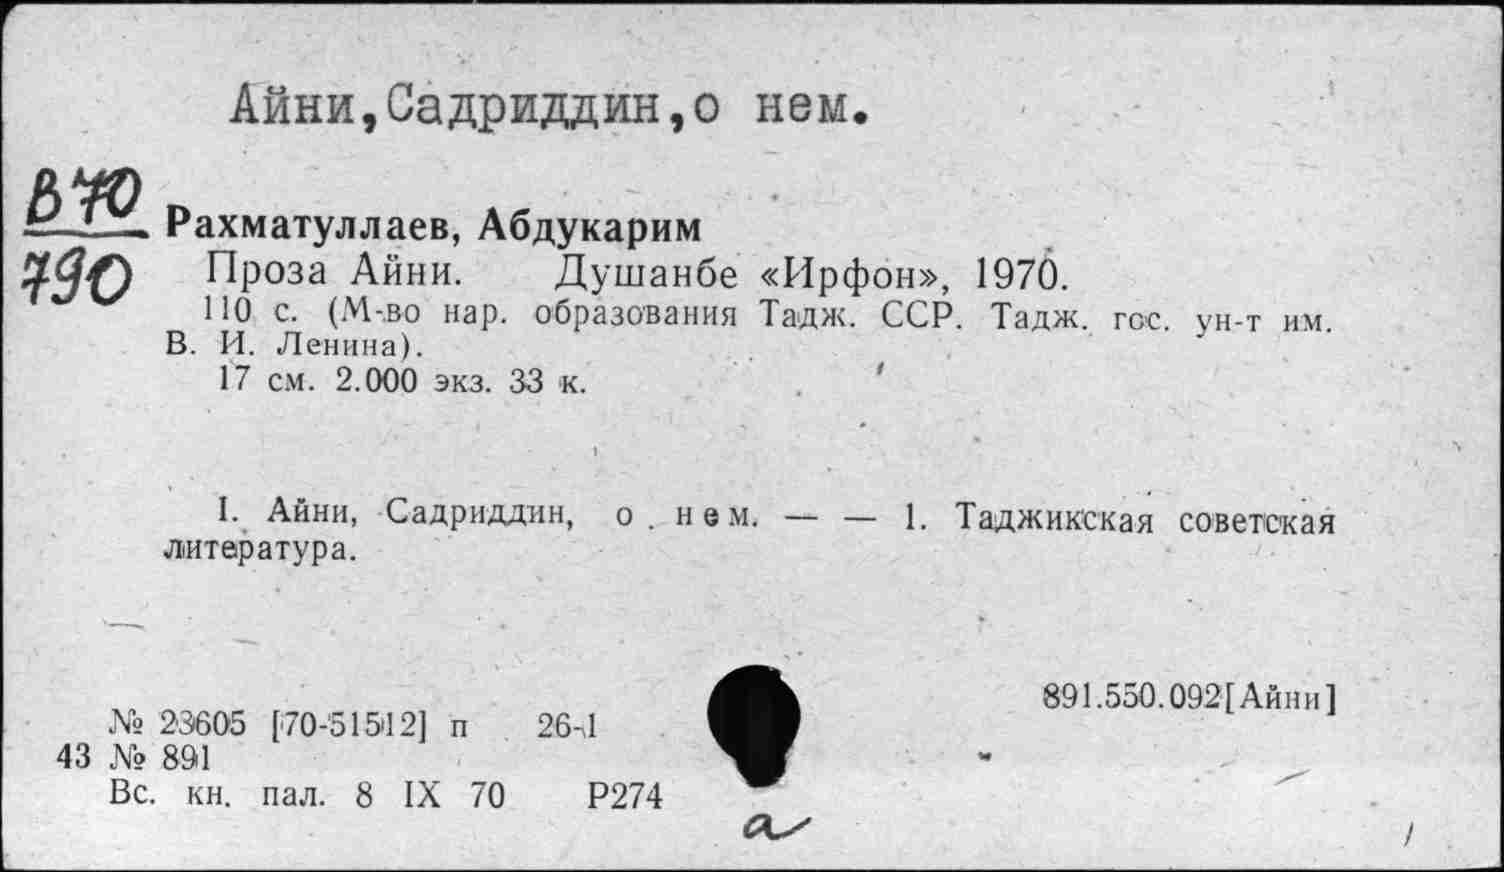 Айни,Садриддин,о нем.
В70
790
Рахматуллаев, Абдукарим
Проза Айни. Душанбе «Ирфон», 1970.
110 с. (М-во нар. образования Тадж. ССР. Тадж. гос. ун-т им.
В. И. Ленина).
17 см. 2.000 экз. 33 к.
I. Айни, Садриддин, о нем. — — 1. Таджикская советская
литература.
891.550.092[Айни]
№ 23605 [70-51512] п 26-1
43 № 891
Вс. кн. пал. 8 IX 70 Р274
а